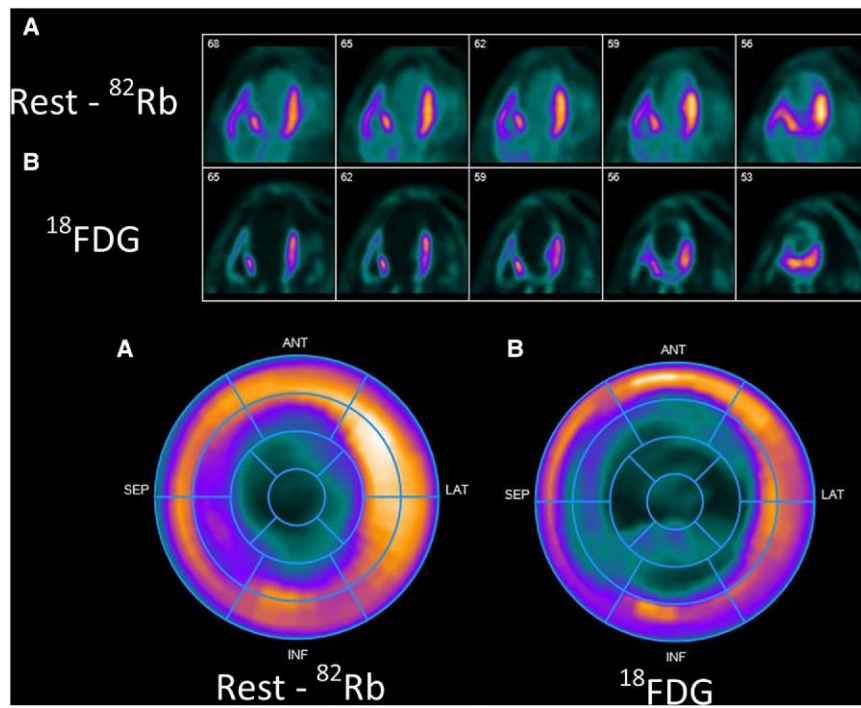 A
Rest - ⁸²Rb
68 65 62 59 56
B
¹⁸FDG
65 62 59 56 53
A
ANT
SEP
LAT
INF
Rest - ⁸²Rb
B
ANT
SEP
LAT
INF
¹⁸FDG